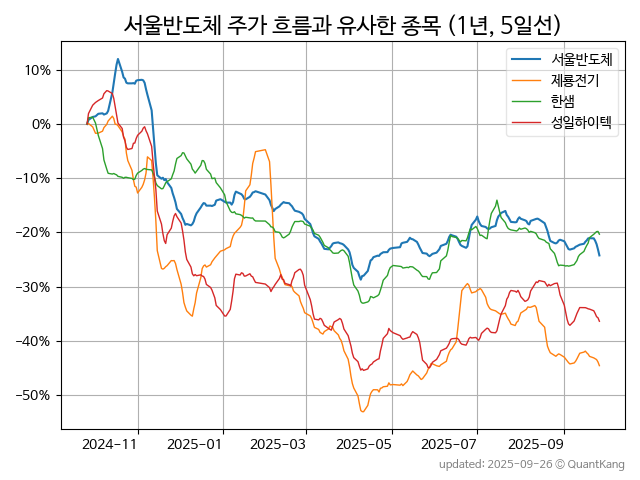 서울반도체 주가 흐름과 유사한 종목 (1년, 5일선)
서울반도체
제룡전기
한샘
성일하이텍
10%
0%
−10%
−20%
−30%
−40%
−50%
2024−11
2025−01
2025−03
2025−05
2025−07
2025−09
updated: 2025-09-26 © QuantKang